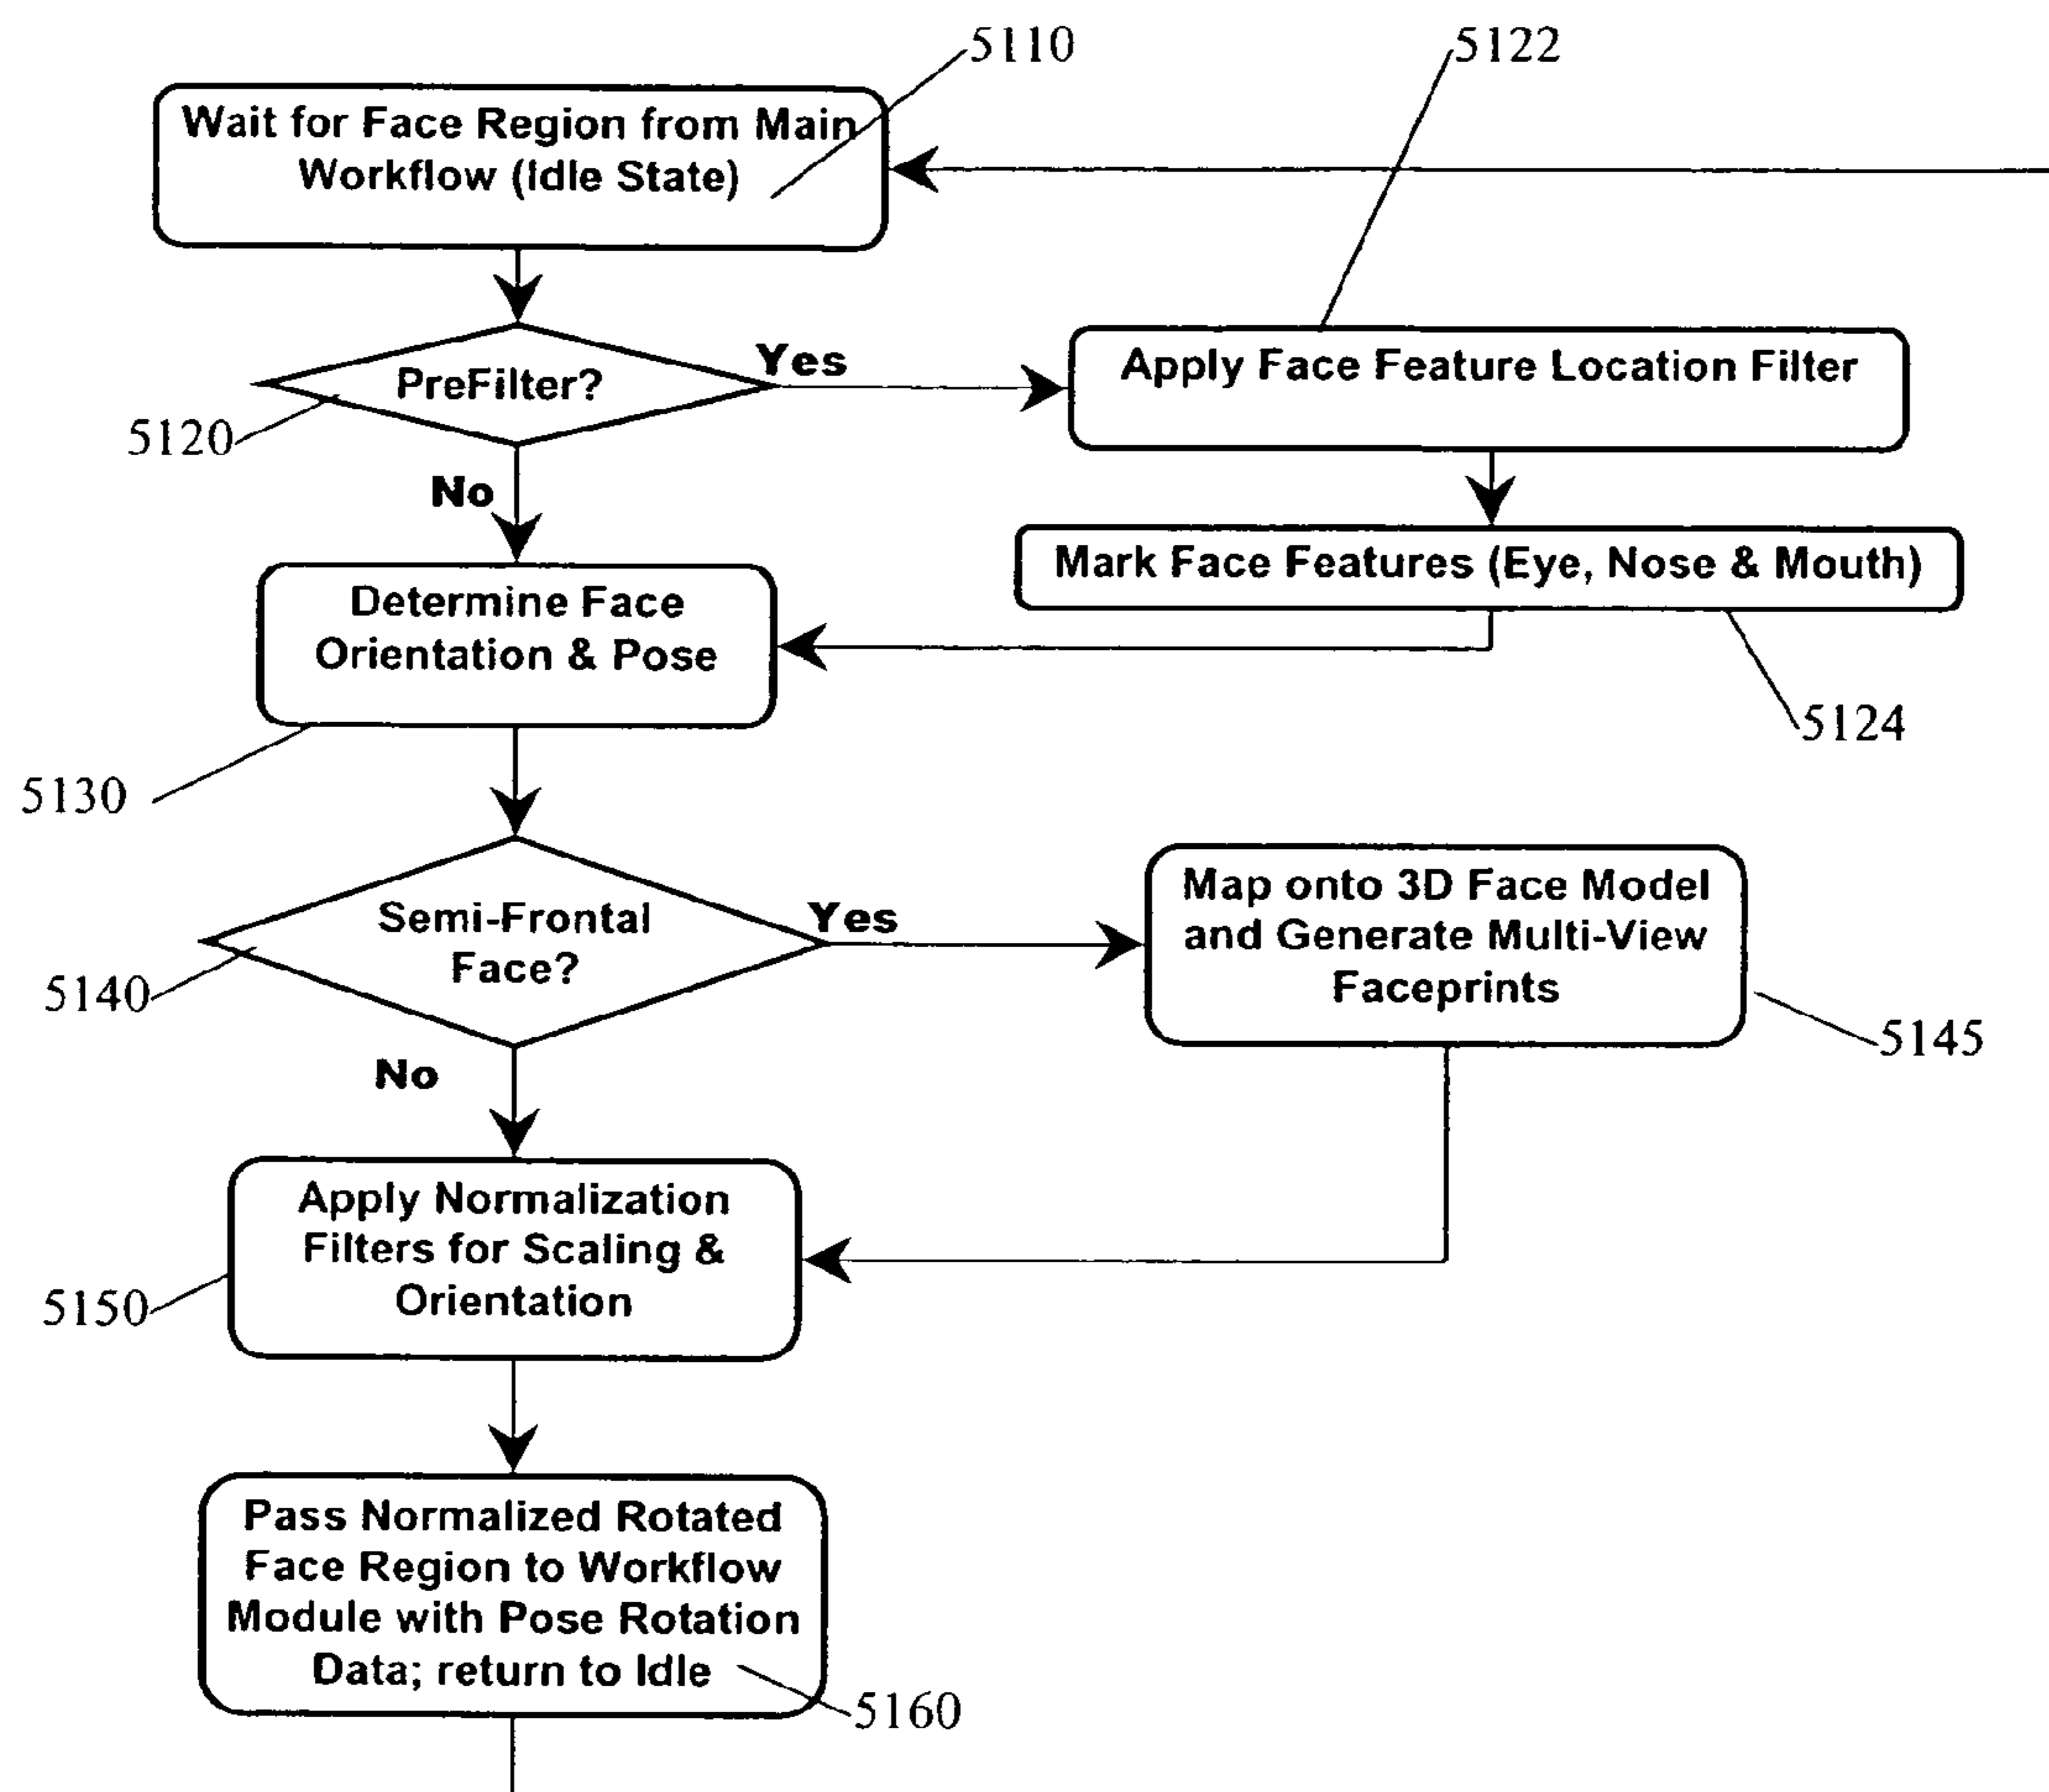 5110
5122
Wait for Face Region from Main
Workflow (Idle State)
PreFilter?
Yes
Apply Face Feature Location Filter
5120
No
Mark Face Features (Eye, Nose & Mouth)
Determine Face
Orientation & Pose
5124
5130
Semi-Frontal
Face?
Yes
Map onto 3D Face Model
and Generate Multi-View
Faceprints
5140
5145
No
Apply Normalization
Filters for Scaling &
Orientation
5150
Pass Normalized Rotated
Face Region to Workflow
Module with Pose Rotation
Data; return to Idle
5160